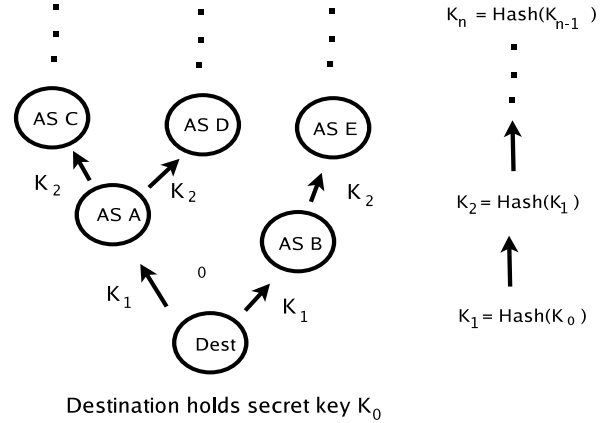 K_n = Hash(K_{n-1})
AS C
AS D
AS E
K_2
K_2
K_2
K_2 = Hash(K_1)
AS A
AS B
0
K_1
K_1
K_1 = Hash(K_0)
Dest
Destination holds secret key K_0